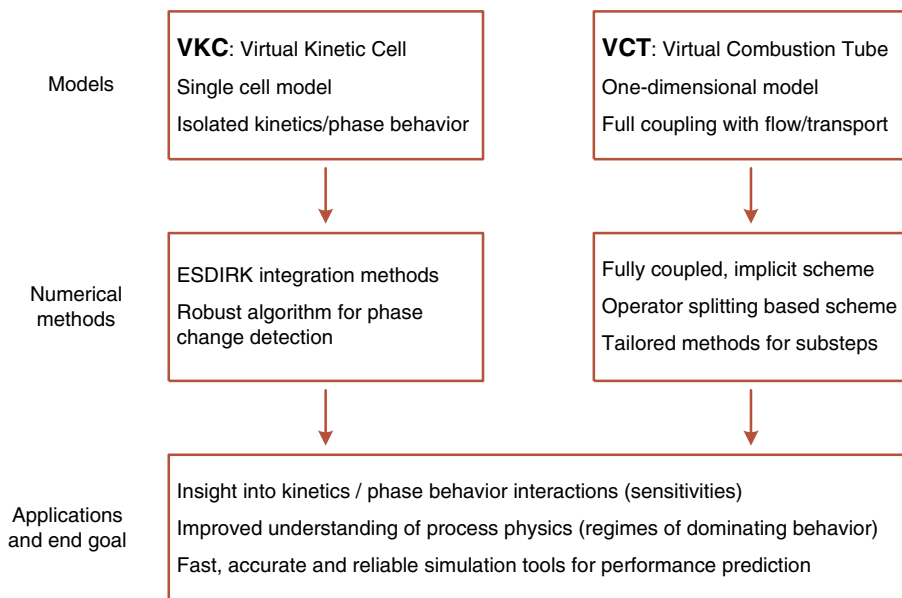 Models
VKC: Virtual Kinetic Cell
Single cell model
Isolated kinetics/phase behavior
VCT: Virtual Combustion Tube
One-dimensional model
Full coupling with flow/transport
Numerical
methods
ESDIRK integration methods
Robust algorithm for phase
change detection
Fully coupled, implicit scheme
Operator splitting based scheme
Tailored methods for substeps
Applications
and end goal
Insight into kinetics / phase behavior interactions (sensitivities)
Improved understanding of process physics (regimes of dominating behavior)
Fast, accurate and reliable simulation tools for performance prediction